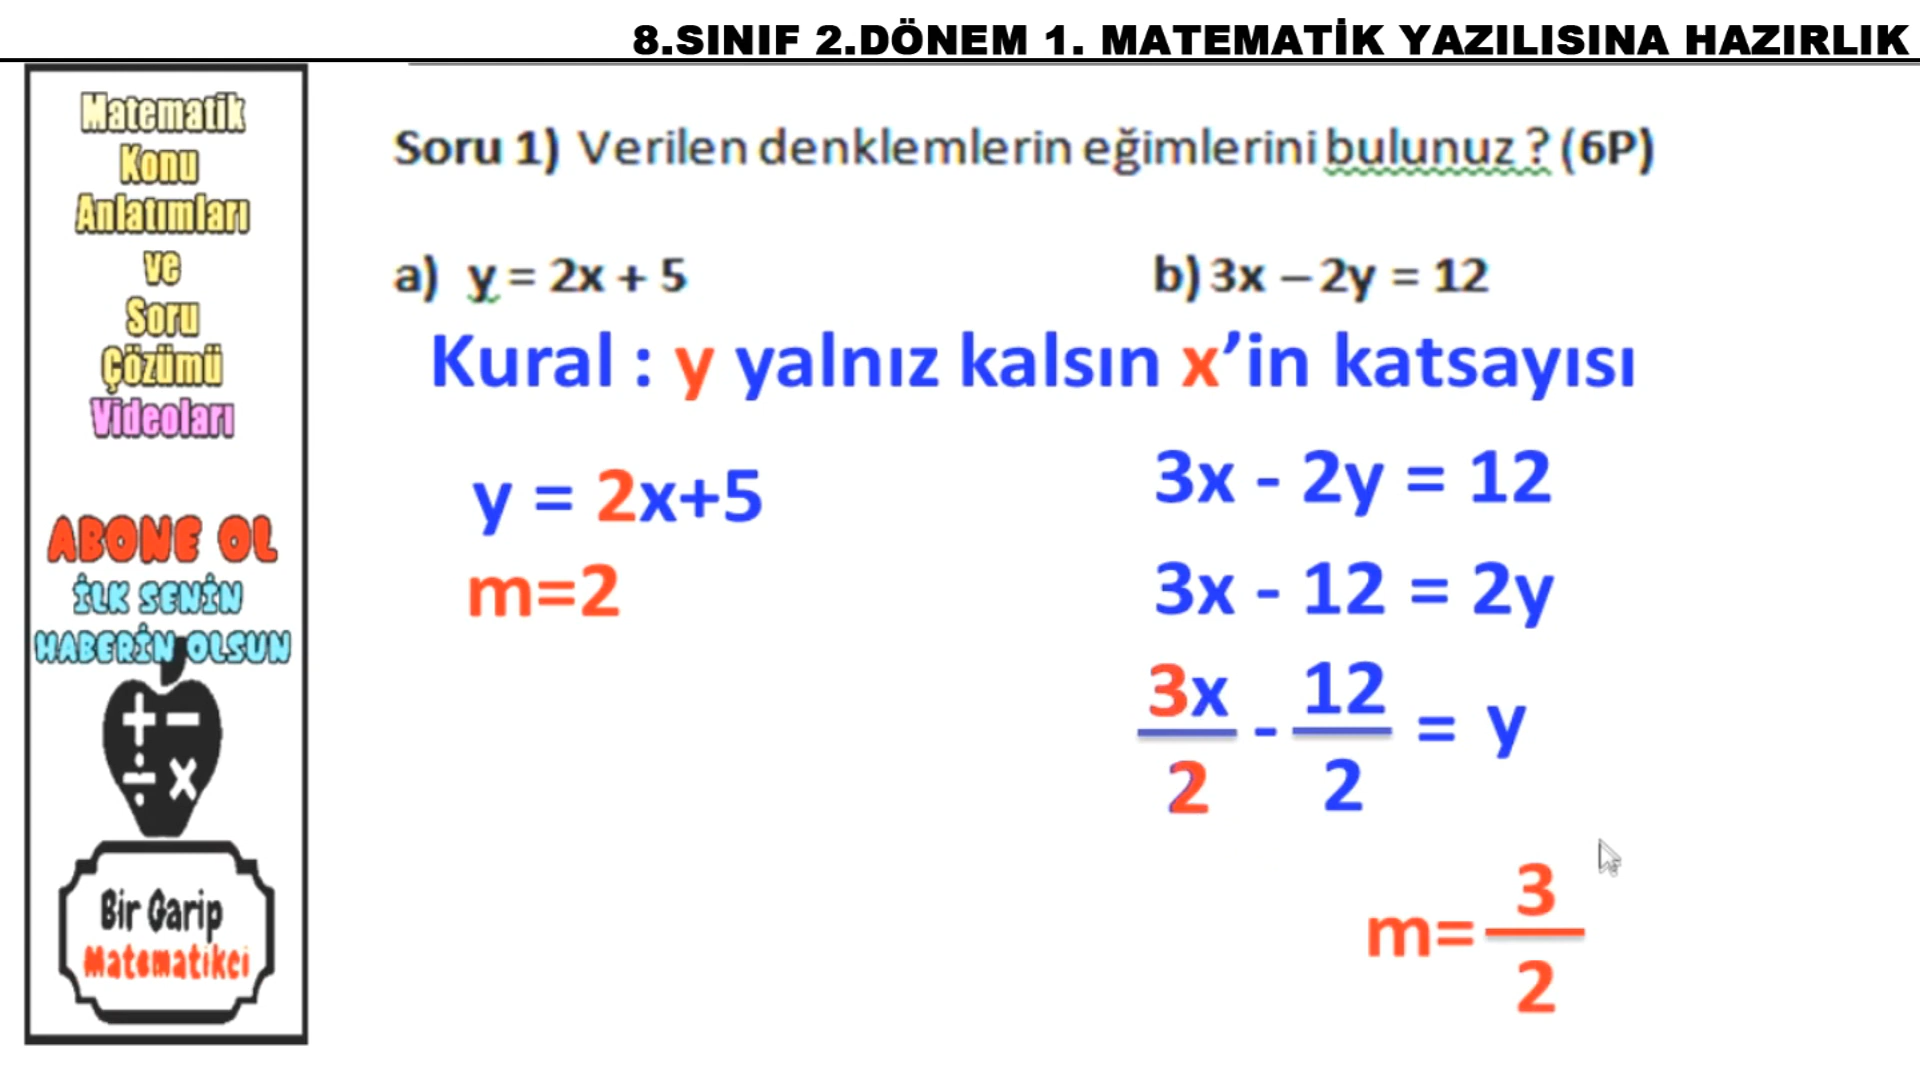 8.SINIF 2.DÖNEM 1. MATEMATİK YAZILISINA HAZIRLIK
Matematik
Konu
Anlatımları
ve
Soru
Çözümü
Videoları
ABONE OL
İLK SENİN
HABERİN OLSUN
+ −
÷ x
Bir Garip
Matematikci
Soru 1) Verilen denklemlerin eğimlerini bulunuz ? (6P)
a) y = 2x + 5
b) 3x – 2y = 12
Kural : y yalnız kalsın x’in katsayısı
y = 2x+5
m=2
3x - 2y = 12
3x - 12 = 2y
3x/2 - 12/2 = y
m= 3/2